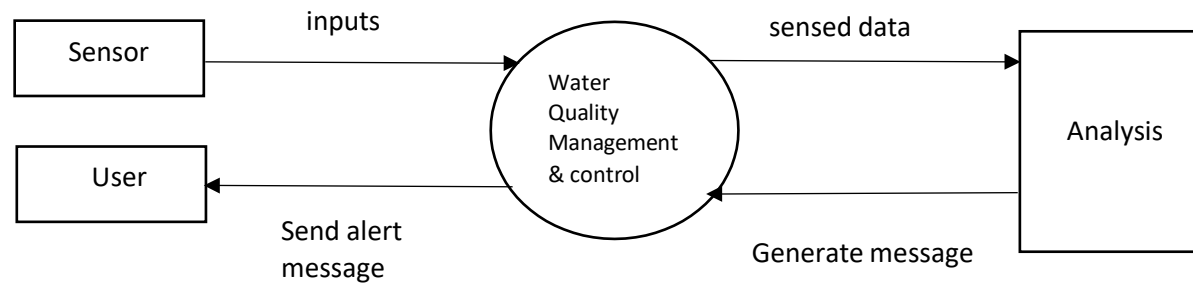 inputs
sensed data
Sensor
Water
Quality
Management
& control
Analysis
User
Send alert
message
Generate message